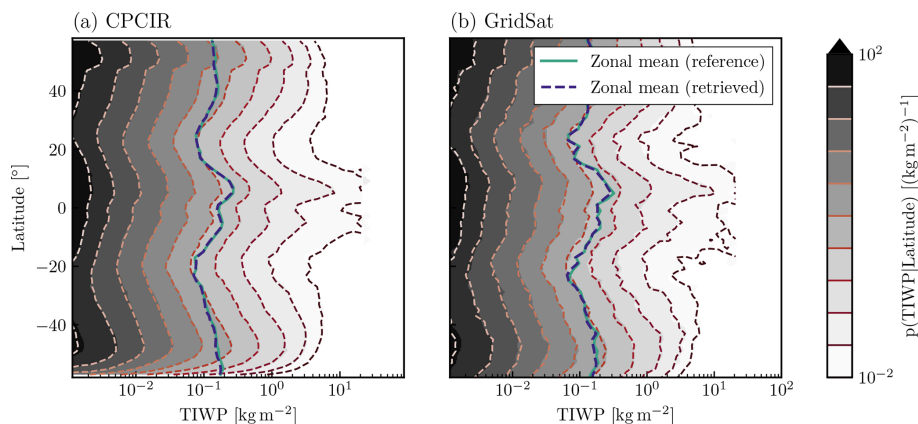 (a) CPCIR
(b) GridSat
Zonal mean (reference)
Zonal mean (retrieved)
Latitude [°]
40
20
0
−20
−40
10⁻² 10⁻¹ 10⁰ 10¹
TIWP [kg m⁻²]
10⁻² 10⁻¹ 10⁰ 10¹ 10²
TIWP [kg m⁻²]
10²
10⁻²
p(TIWP|Latitude) [(kg m⁻²)⁻¹]